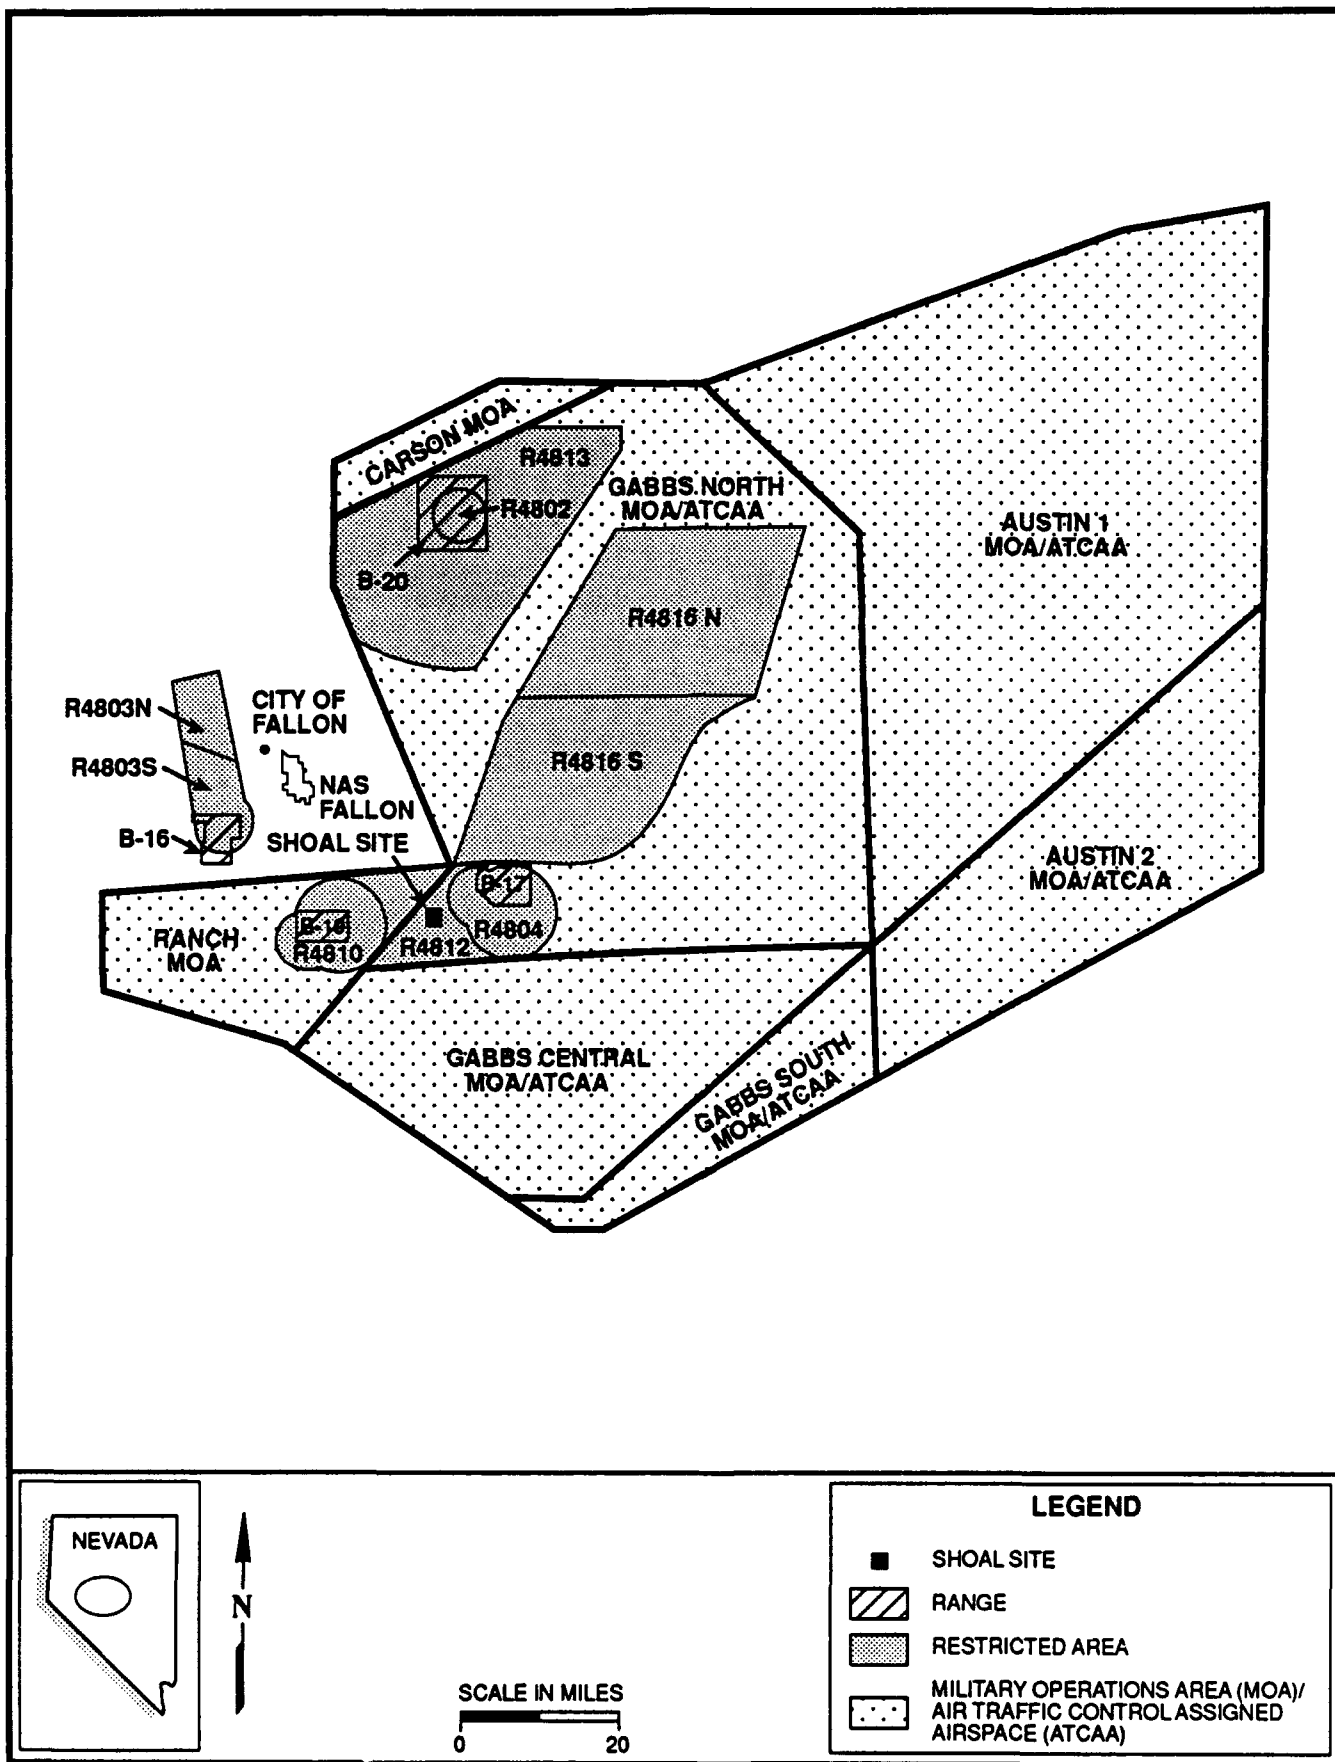 CARSON MOA
R4813
R4802
B-20
GABBS NORTH
MOA/ATCAA
AUSTIN 1
MOA/ATCAA
R4816 N
R4803N
CITY OF
FALLON
R4803S
R4816 S
NAS
FALLON
B-16
SHOAL SITE
AUSTIN 2
MOA/ATCAA
B-17
B-19
R4804
RANCH
MOA
R4810
R4812
GABBS CENTRAL
MOA/ATCAA
GABBS SOUTH
MOA/ATCAA
NEVADA
N
SCALE IN MILES
0 20
LEGEND
SHOAL SITE
RANGE
RESTRICTED AREA
MILITARY OPERATIONS AREA (MOA)/
AIR TRAFFIC CONTROL ASSIGNED
AIRSPACE (ATCAA)